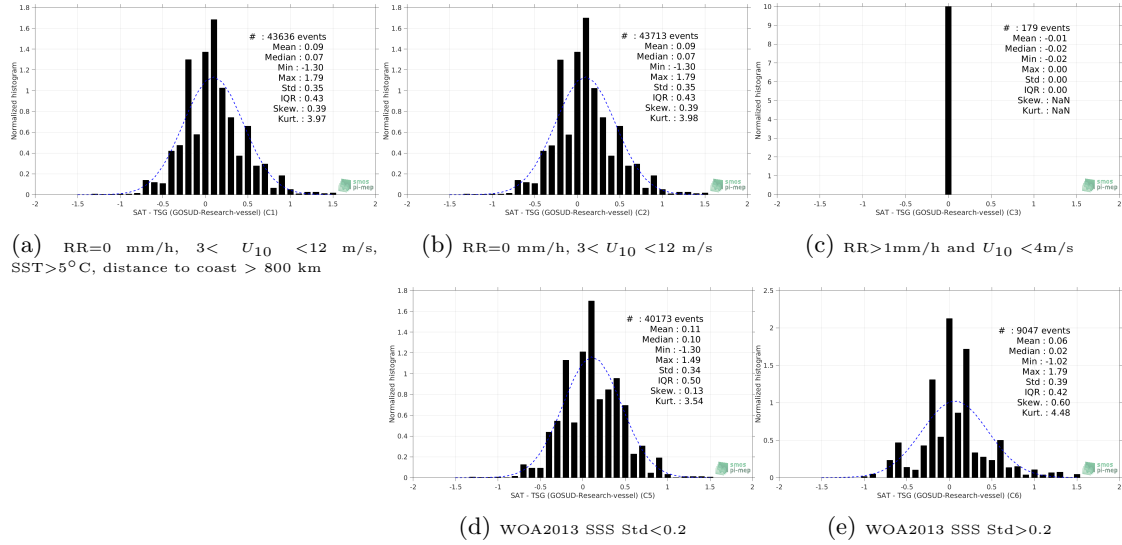 1.8
1.6
1.4
1.2
1
0.8
0.6
0.4
0.2
0
Normalized histogram
# : 43636 events
Mean : 0.09
Median : 0.07
Min : -1.30
Max : 1.79
Std : 0.35
IQR : 0.43
Skew. : 0.39
Kurt. : 3.97
smos
pi-mep
-2 -1.5 -1 -0.5 0 0.5 1 1.5 2
SAT - TSG (GOSUD-Research-vessel) (C1)
(a) RR=0 mm/h, 3< U10 <12 m/s,
SST>5°C, distance to coast > 800 km
1.8
1.6
1.4
1.2
1
0.8
0.6
0.4
0.2
0
Normalized histogram
# : 43713 events
Mean : 0.09
Median : 0.07
Min : -1.30
Max : 1.79
Std : 0.35
IQR : 0.43
Skew. : 0.39
Kurt. : 3.98
smos
pi-mep
-2 -1.5 -1 -0.5 0 0.5 1 1.5 2
SAT - TSG (GOSUD-Research-vessel) (C2)
(b) RR=0 mm/h, 3< U10 <12 m/s
10
9
8
7
6
5
4
3
2
1
0
Normalized histogram
# : 179 events
Mean : -0.01
Median : -0.02
Min : -0.02
Max : 0.00
Std : 0.00
IQR : 0.00
Skew. : NaN
Kurt. : NaN
smos
pi-mep
-2 -1.5 -1 -0.5 0 0.5 1 1.5 2
SAT - TSG (GOSUD-Research-vessel) (C3)
(c) RR>1mm/h and U10 <4m/s
1.8
1.6
1.4
1.2
1
0.8
0.6
0.4
0.2
0
Normalized histogram
# : 40173 events
Mean : 0.11
Median : 0.10
Min : -1.30
Max : 1.49
Std : 0.34
IQR : 0.50
Skew. : 0.13
Kurt. : 3.54
smos
pi-mep
-2 -1.5 -1 -0.5 0 0.5 1 1.5 2
SAT - TSG (GOSUD-Research-vessel) (C5)
(d) WOA2013 SSS Std<0.2
2.5
2
1.5
1
0.5
0
Normalized histogram
# : 9047 events
Mean : 0.06
Median : 0.02
Min : -1.02
Max : 1.79
Std : 0.39
IQR : 0.42
Skew. : 0.60
Kurt. : 4.48
smos
pi-mep
-2 -1.5 -1 -0.5 0 0.5 1 1.5 2
SAT - TSG (GOSUD-Research-vessel) (C6)
(e) WOA2013 SSS Std>0.2